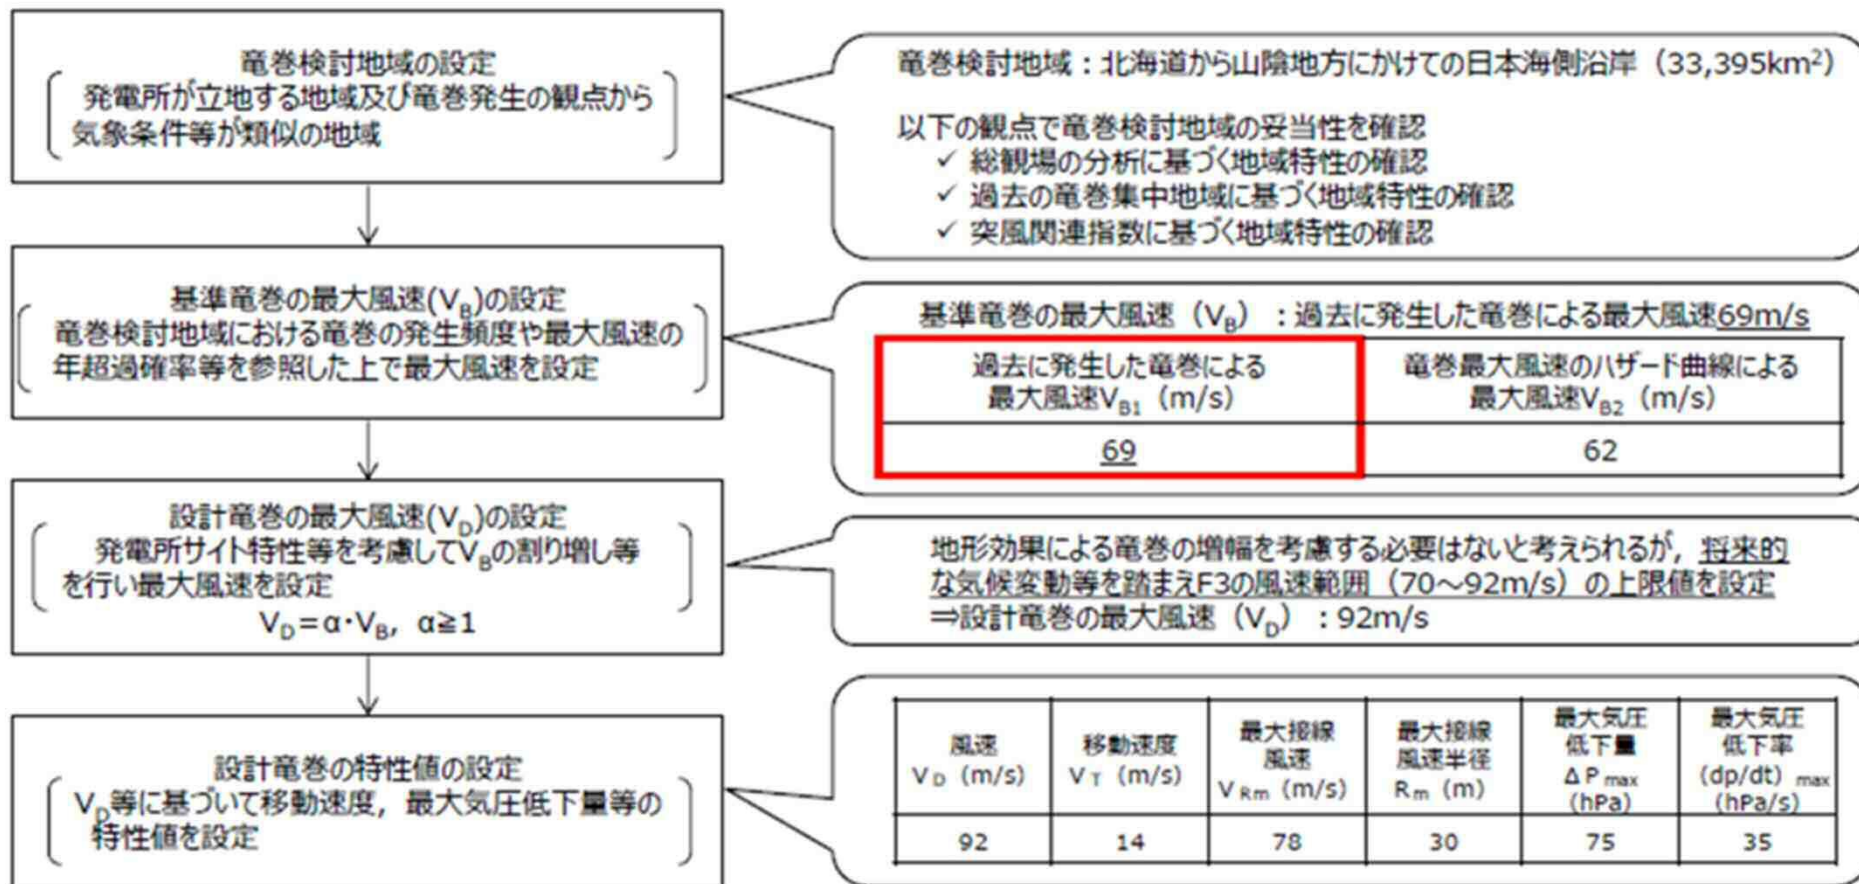 竜巻検討地域の設定
発電所が立地する地域及び竜巻発生の観点から
気象条件等が類似の地域
竜巻検討地域：北海道から山陰地方にかけての日本海側沿岸（33,395km²）
以下の観点で竜巻検討地域の妥当性を確認
✓ 総観場の分析に基づく地域特性の確認
✓ 過去の竜巻集中地域に基づく地域特性の確認
✓ 突風関連指数に基づく地域特性の確認
基準竜巻の最大風速(VB)の設定
竜巻検討地域における竜巻の発生頻度や最大風速の
年超過確率等を参照した上で最大風速を設定
基準竜巻の最大風速（VB）：過去に発生した竜巻による最大風速69m/s
過去に発生した竜巻による
最大風速VB1（m/s）
竜巻最大風速のハザード曲線による
最大風速VB2（m/s）
69
62
設計竜巻の最大風速(VD)の設定
発電所サイト特性等を考慮してVBの割り増し等
を行い最大風速を設定
VD=α・VB, α≧1
地形効果による竜巻の増幅を考慮する必要はないと考えられるが，将来的
な気候変動等を踏まえF3の風速範囲（70～92m/s）の上限値を設定
⇒設計竜巻の最大風速（VD）：92m/s
設計竜巻の特性値の設定
VD等に基づいて移動速度，最大気圧低下量等の
特性値を設定
風速
VD（m/s）
移動速度
VT（m/s）
最大接線
風速
VRm（m/s）
最大接線
風速半径
Rm（m）
最大気圧
低下量
ΔPmax
(hPa)
最大気圧
低下率
(dp/dt) max
(hPa/s)
92
14
78
30
75
35